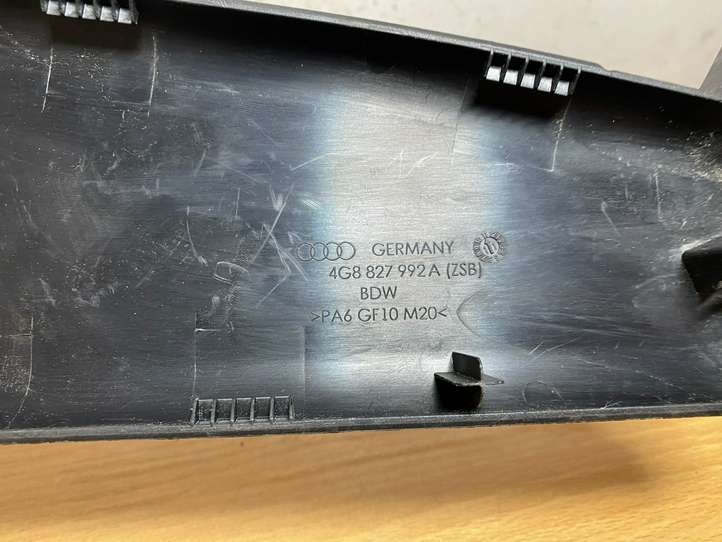 GERMANY
4G8 827 992 A (ZSB)
BDW
>PA6 GF10 M20<